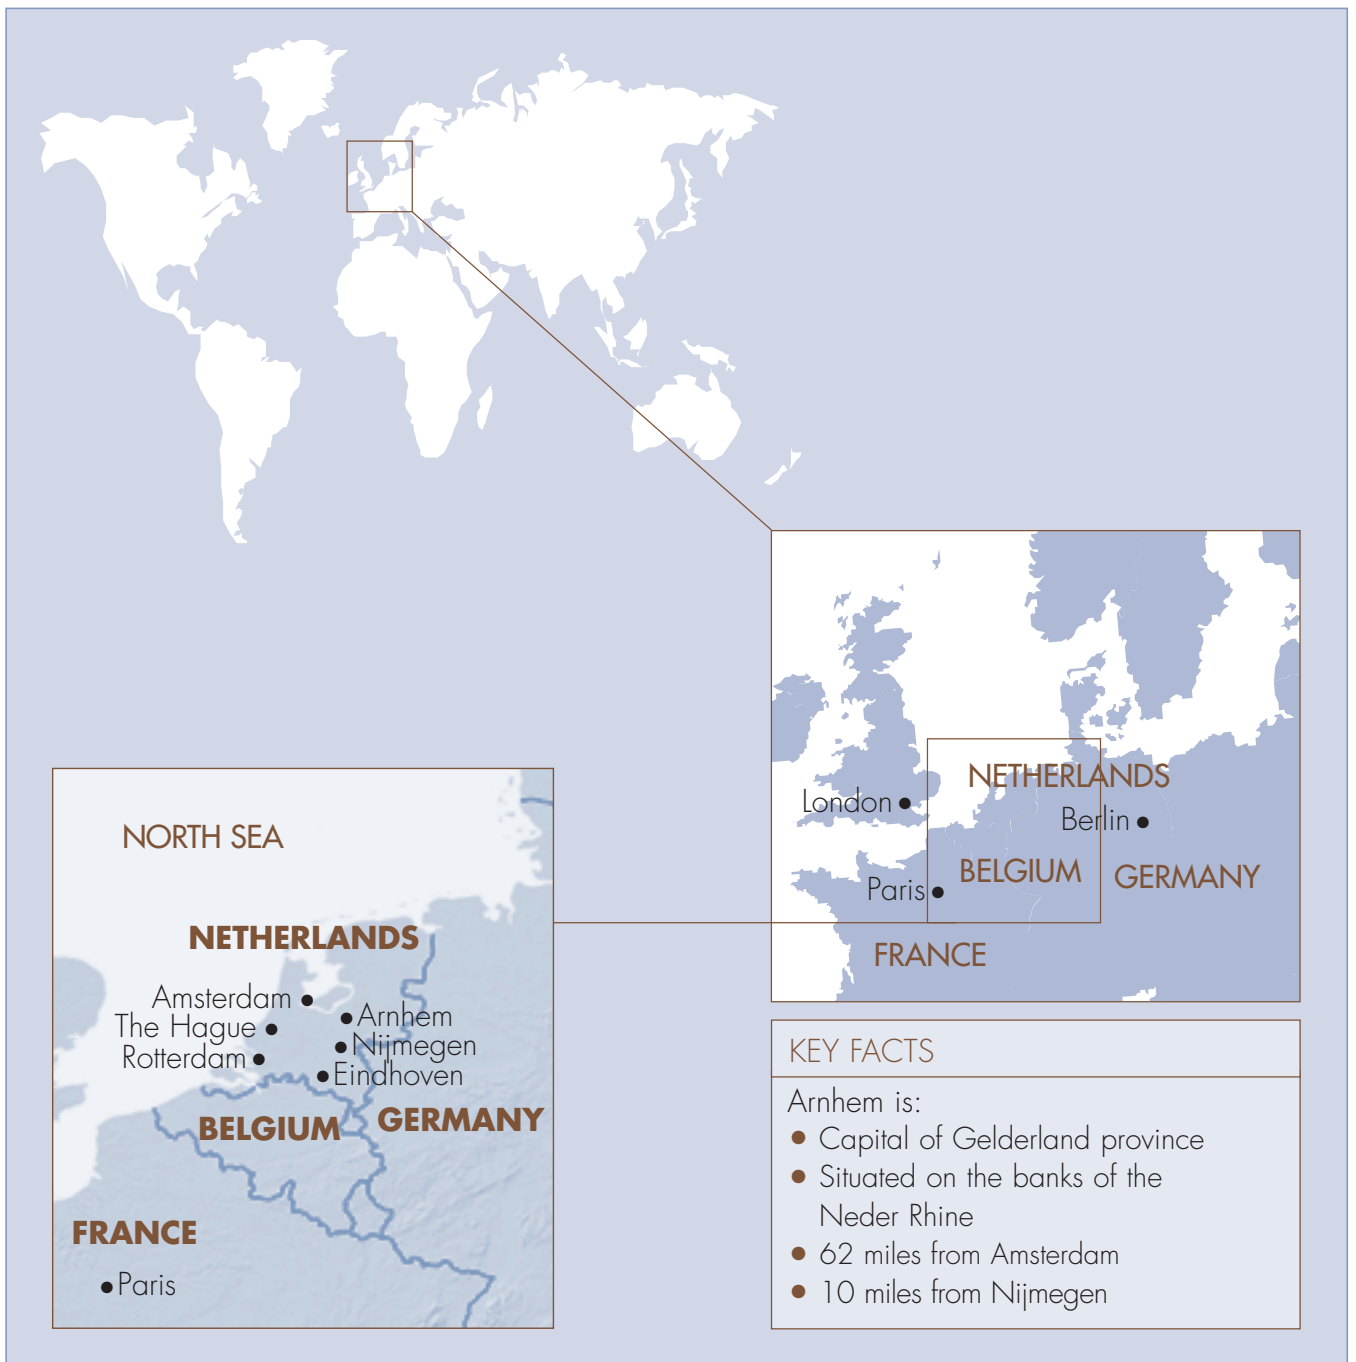 NETHERLANDS
London
Berlin
BELGIUM
GERMANY
Paris
FRANCE
NORTH SEA
NETHERLANDS
Amsterdam
Arnhem
The Hague
Nijmegen
Rotterdam
Eindhoven
BELGIUM
GERMANY
FRANCE
Paris
KEY FACTS
Arnhem is:
● Capital of Gelderland province
● Situated on the banks of the
Neder Rhine
● 62 miles from Amsterdam
● 10 miles from Nijmegen